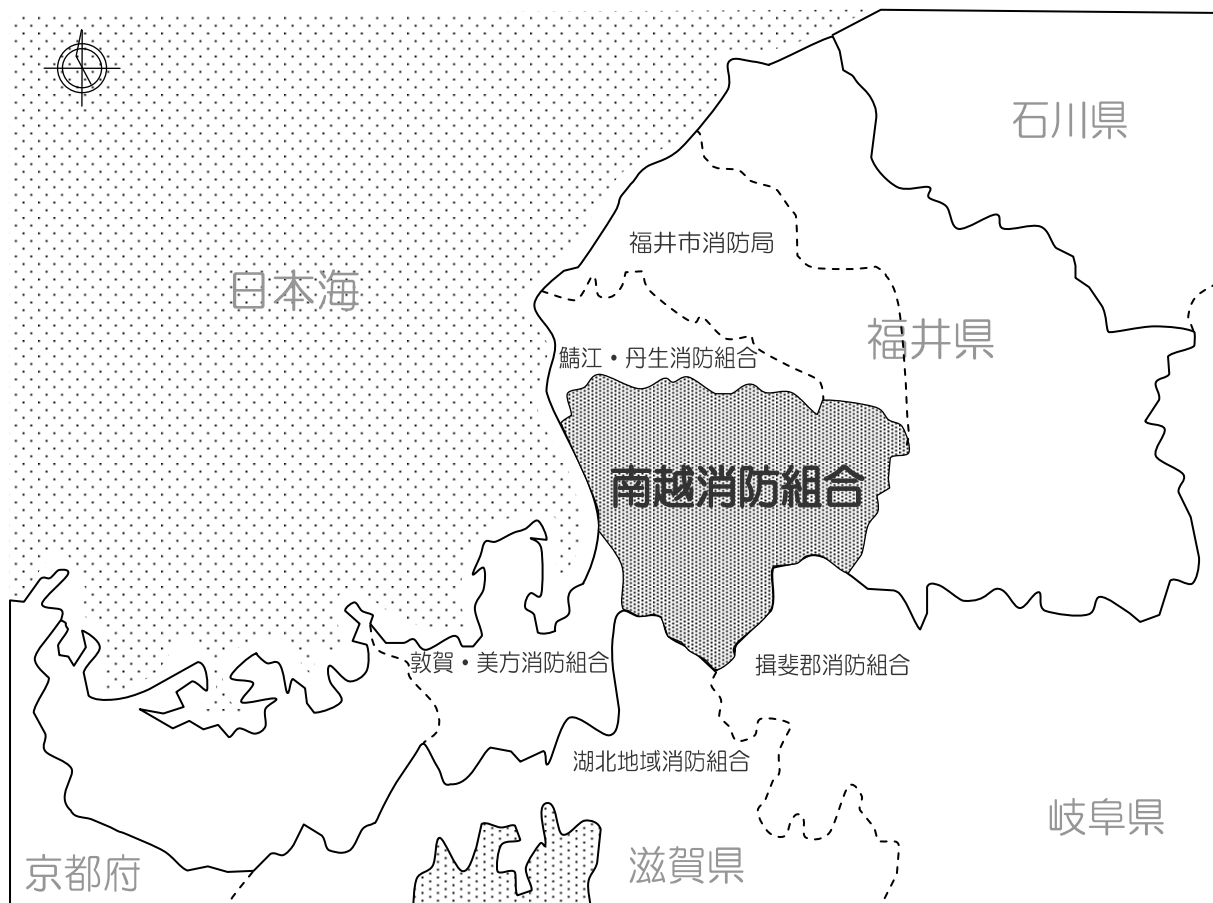 石川県
福井市消防局
日本海
福井県
鯖江・丹生消防組合
南越消防組合
敦賀・美方消防組合
揖斐郡消防組合
湖北地域消防組合
岐阜県
京都府
滋賀県